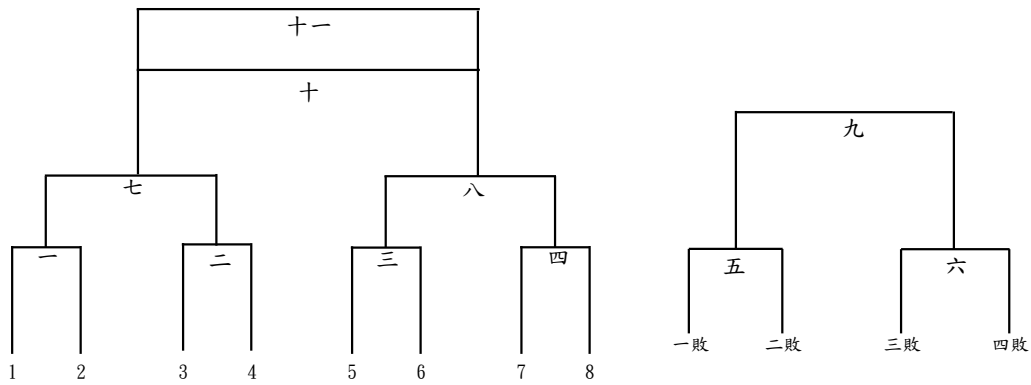 十一
十
九
七 八
一 二 三 四 五 六
一敗 二敗 三敗 四敗
1 2 3 4 5 6 7 8